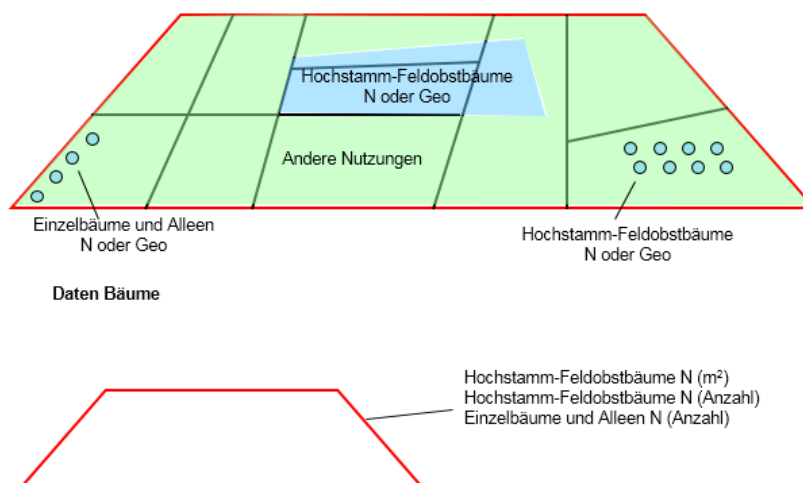 Hochstamm-Feldobstbäume
N oder Geo
Andere Nutzungen
Einzelbäume und Alleen
N oder Geo
Hochstamm-Feldobstbäume
N oder Geo
Daten Bäume
Hochstamm-Feldobstbäume N (m²)
Hochstamm-Feldobstbäume N (Anzahl)
Einzelbäume und Alleen N (Anzahl)